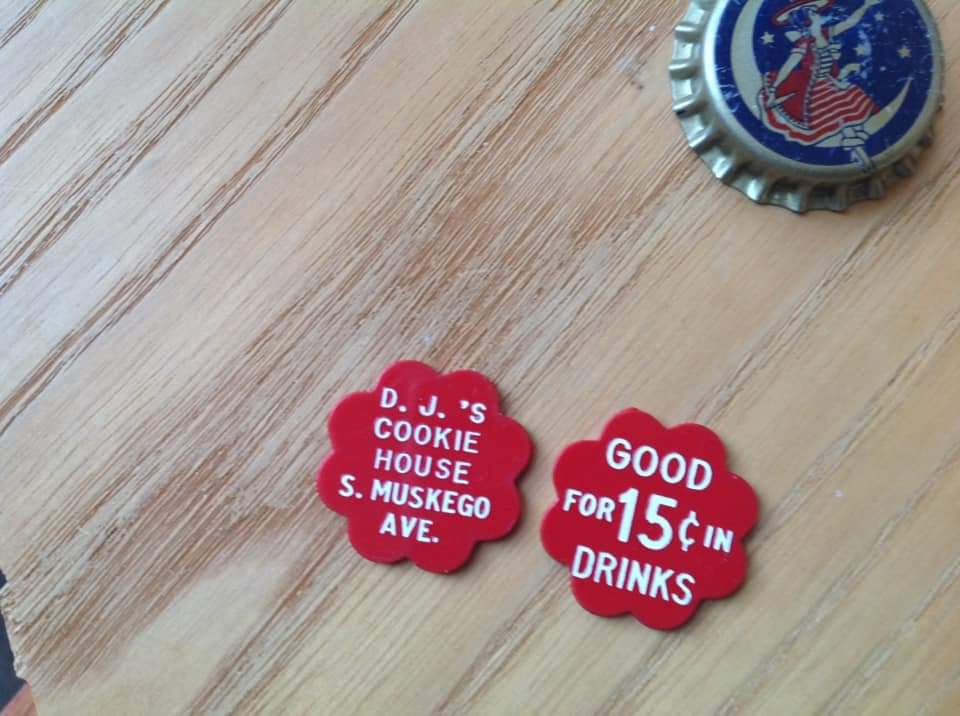 D. J. 'S
COOKIE
HOUSE
S. MUSKEGO
AVE.
GOOD
FOR 15¢ IN
DRINKS